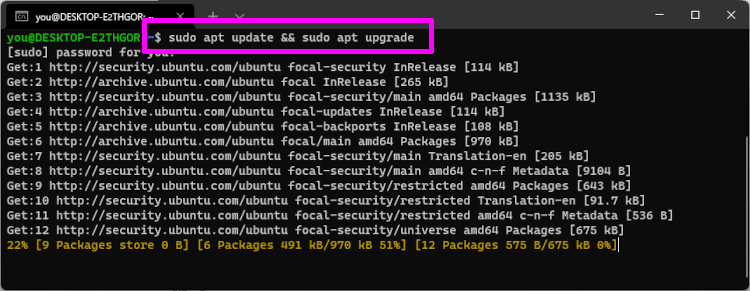 you@DESKTOP-E2THGOR: ~
you@DESKTOP-E2THGOR:~$ sudo apt update && sudo apt upgrade
[sudo] password for you:
Get:1 http://security.ubuntu.com/ubuntu focal-security InRelease [114 kB]
Get:2 http://archive.ubuntu.com/ubuntu focal InRelease [265 kB]
Get:3 http://security.ubuntu.com/ubuntu focal-security/main amd64 Packages [1135 kB]
Get:4 http://archive.ubuntu.com/ubuntu focal-updates InRelease [114 kB]
Get:5 http://archive.ubuntu.com/ubuntu focal-backports InRelease [108 kB]
Get:6 http://archive.ubuntu.com/ubuntu focal/main amd64 Packages [970 kB]
Get:7 http://security.ubuntu.com/ubuntu focal-security/main Translation-en [205 kB]
Get:8 http://security.ubuntu.com/ubuntu focal-security/main amd64 c-n-f Metadata [9104 B]
Get:9 http://security.ubuntu.com/ubuntu focal-security/restricted amd64 Packages [643 kB]
Get:10 http://security.ubuntu.com/ubuntu focal-security/restricted Translation-en [91.7 kB]
Get:11 http://security.ubuntu.com/ubuntu focal-security/restricted amd64 c-n-f Metadata [536 B]
Get:12 http://security.ubuntu.com/ubuntu focal-security/universe amd64 Packages [675 kB]
22% [9 Packages store 0 B] [6 Packages 491 kB/970 kB 51%] [12 Packages 575 B/675 kB 0%]